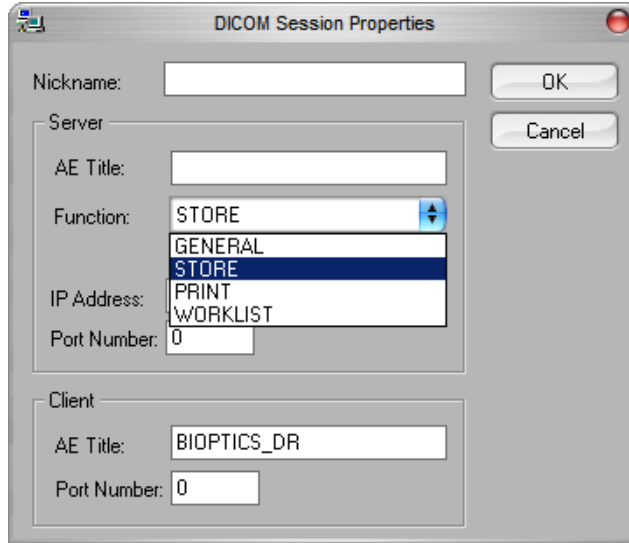 DICOM Session Properties
Nickname:
OK
Server
Cancel
AE Title:
Function: STORE
GENERAL
STORE
PRINT
WORKLIST
IP Address:
Port Number: 0
Client
AE Title: BIOPTICS_DR
Port Number: 0